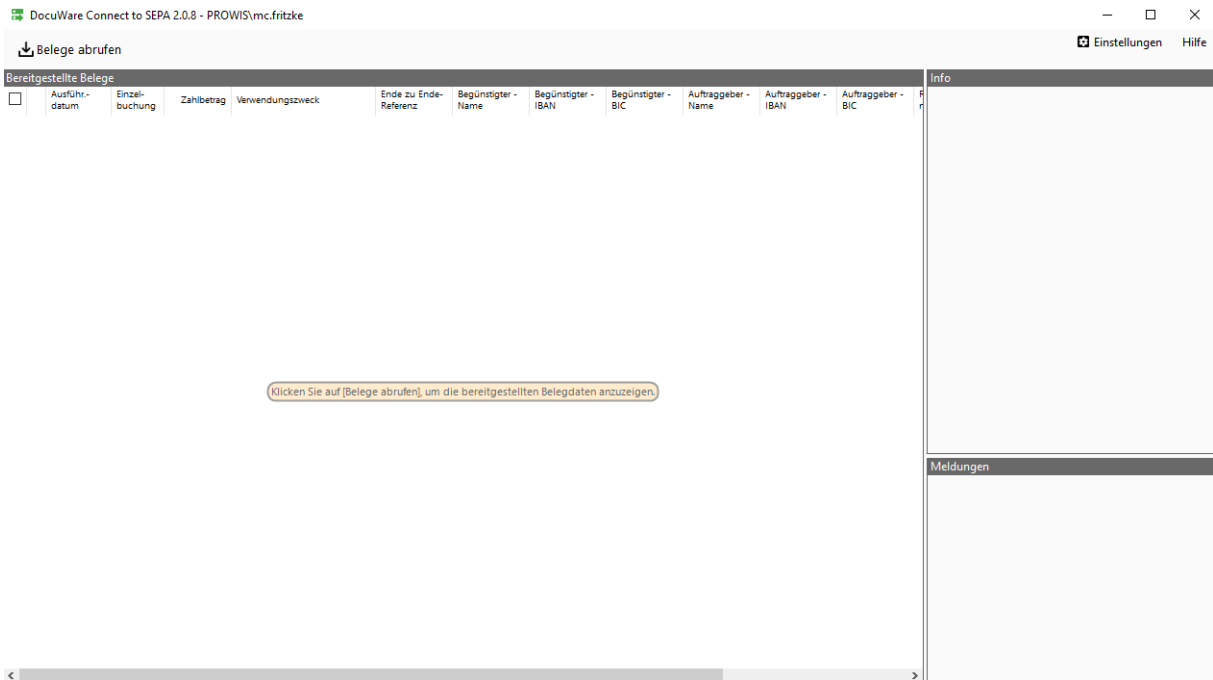 DocuWare Connect to SEPA 2.0.8 - PROWIS\mc.fritzke
Belege abrufen
Einstellungen
Hilfe
Bereitgestellte Belege
Ausführ.-
datum
Einzel-
buchung
Zahlbetrag
Verwendungszweck
Ende zu Ende-
Referenz
Begünstigter -
Name
Begünstigter -
IBAN
Begünstigter -
BIC
Auftraggeber -
Name
Auftraggeber -
IBAN
Auftraggeber -
BIC
Klicken Sie auf [Belege abrufen], um die bereitgestellten Belegdaten anzuzeigen.
Info
Meldungen